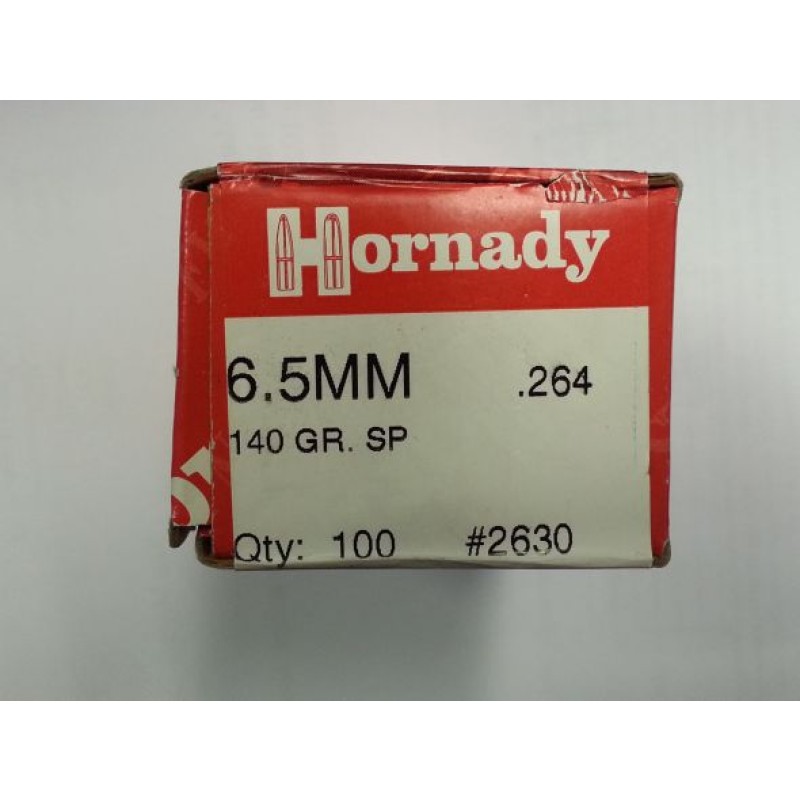 Hornady
6.5MM .264
140 GR. SP
Qty: 100 #2630